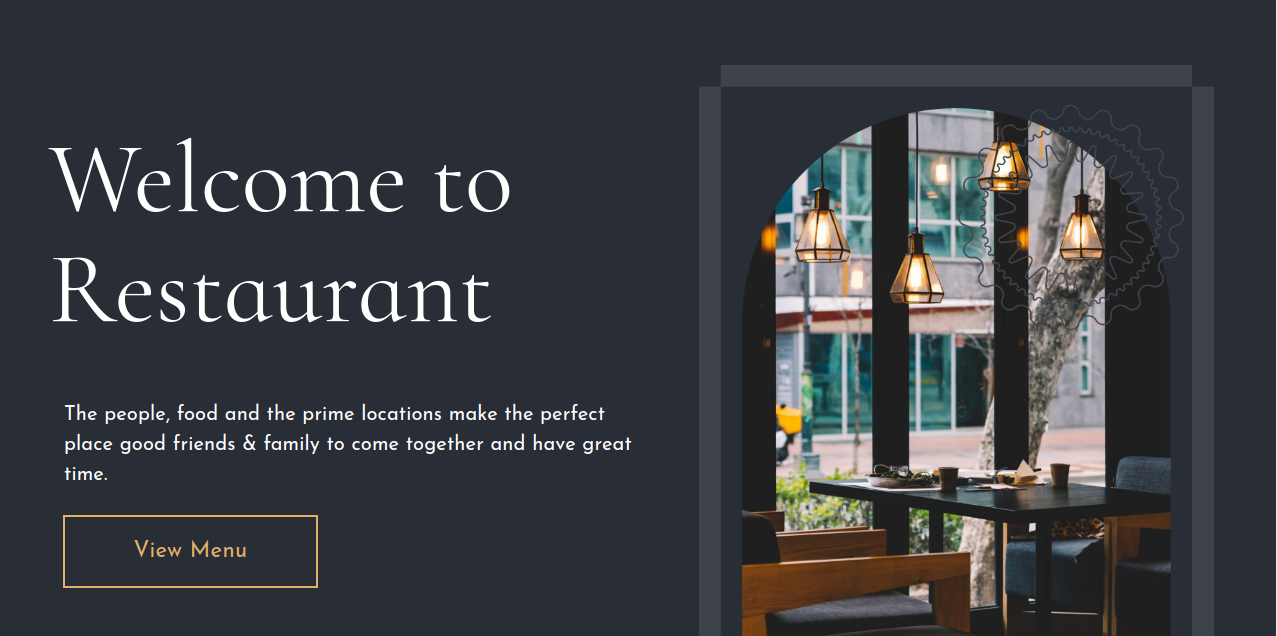 Welcome to
Restaurant
The people, food and the prime locations make the perfect
place good friends & family to come together and have great
time.
View Menu